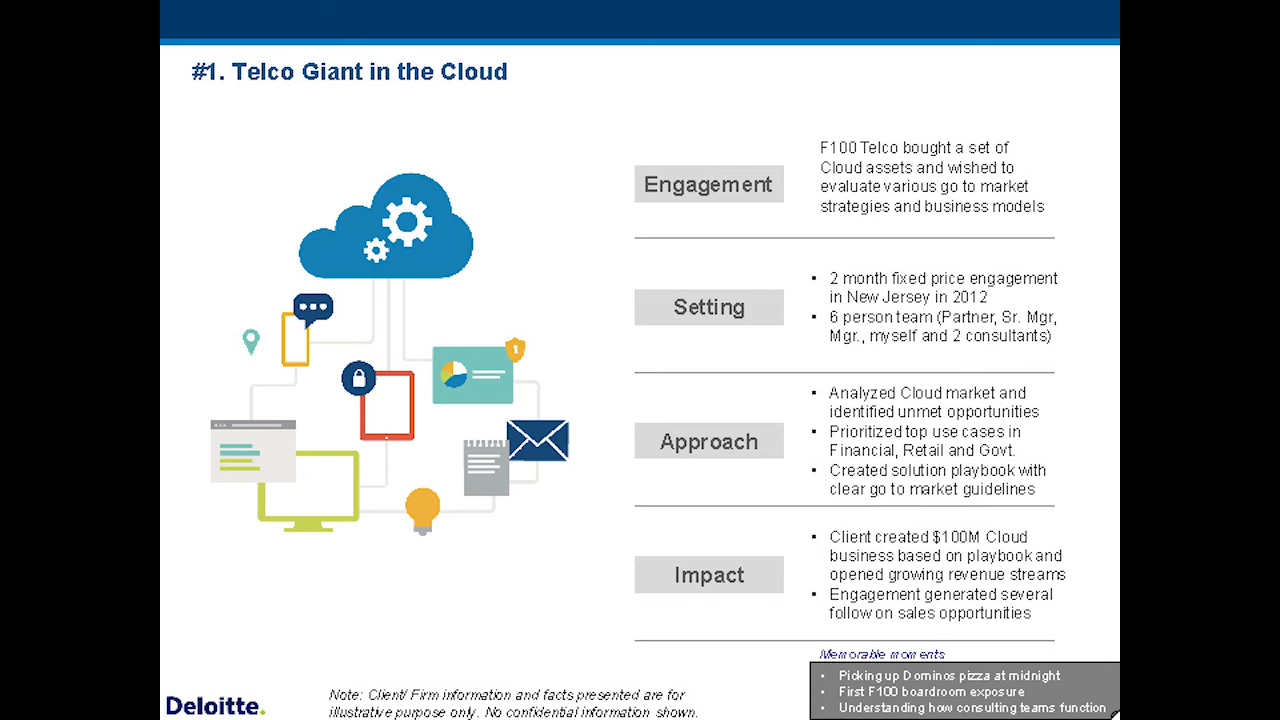 #1. Telco Giant in the Cloud
Engagement
F100 Telco bought a set of
Cloud assets and wished to
evaluate various go to market
strategies and business models
Setting
▪ 2 month fixed price engagement
in New Jersey in 2012
▪ 6 person team (Partner, Sr. Mgr,
Mgr., myself and 2 consultants)
1
Approach
▪ Analyzed Cloud market and
identified unmet opportunities
▪ Prioritized top use cases in
Financial, Retail and Govt.
▪ Created solution playbook with
clear go to market guidelines
Impact
▪ Client created $100M Cloud
business based on playbook and
opened growing revenue streams
▪ Engagement generated several
follow on sales opportunities
Memorable moments
• Picking up Dominos pizza at midnight
• First F100 boardroom exposure
• Understanding how consulting teams function
Deloitte.
Note: Client/ Firm information and facts presented are for
illustrative purpose only. No confidential information shown.